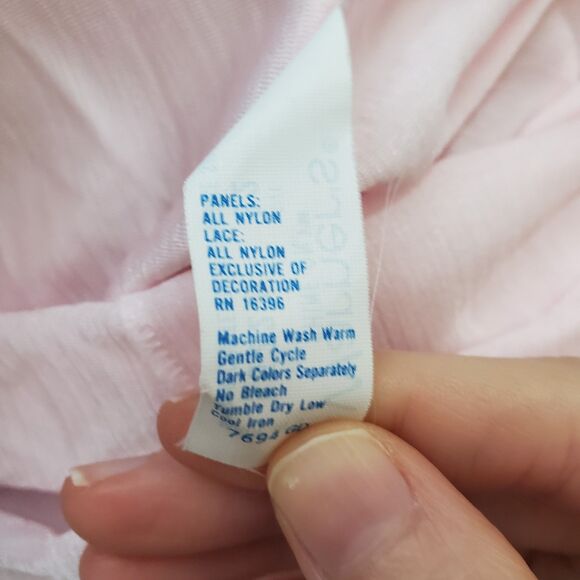 PANELS:
ALL NYLON
LACE:
ALL NYLON
EXCLUSIVE OF
DECORATION
RN 16396
Machine Wash Warm
Gentle Cycle
Dark Colors Separately
No Bleach
Tumble Dry Low
Cool Iron